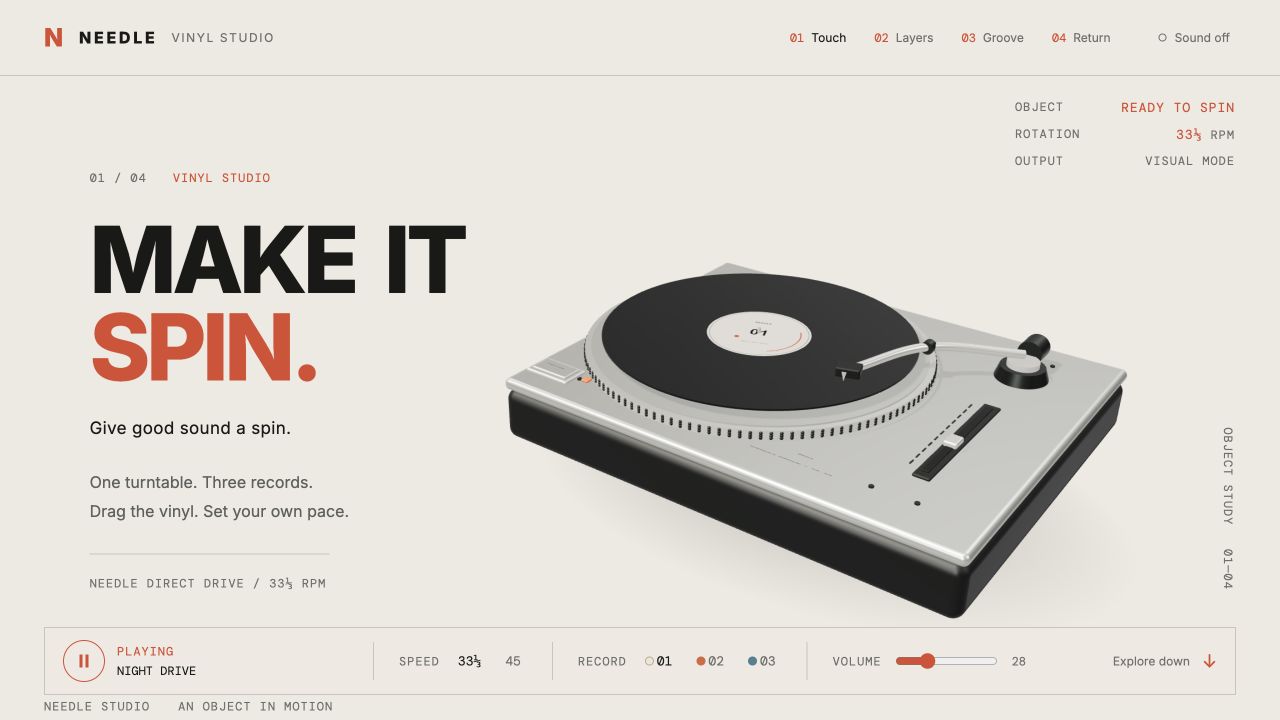 N NEEDLE VINYL STUDIO
01 Touch 02 Layers 03 Groove 04 Return Sound off
OBJECT READY TO SPIN
ROTATION 33⅓ RPM
OUTPUT VISUAL MODE
01 / 04 VINYL STUDIO
MAKE IT
SPIN.
Give good sound a spin.
One turntable. Three records.
Drag the vinyl. Set your own pace.
NEEDLE DIRECT DRIVE / 33⅓ RPM
01
OBJECT STUDY 01—04
PLAYING
NIGHT DRIVE
SPEED 33⅓ 45
RECORD 01 02 03
VOLUME 28
Explore down
NEEDLE STUDIO AN OBJECT IN MOTION